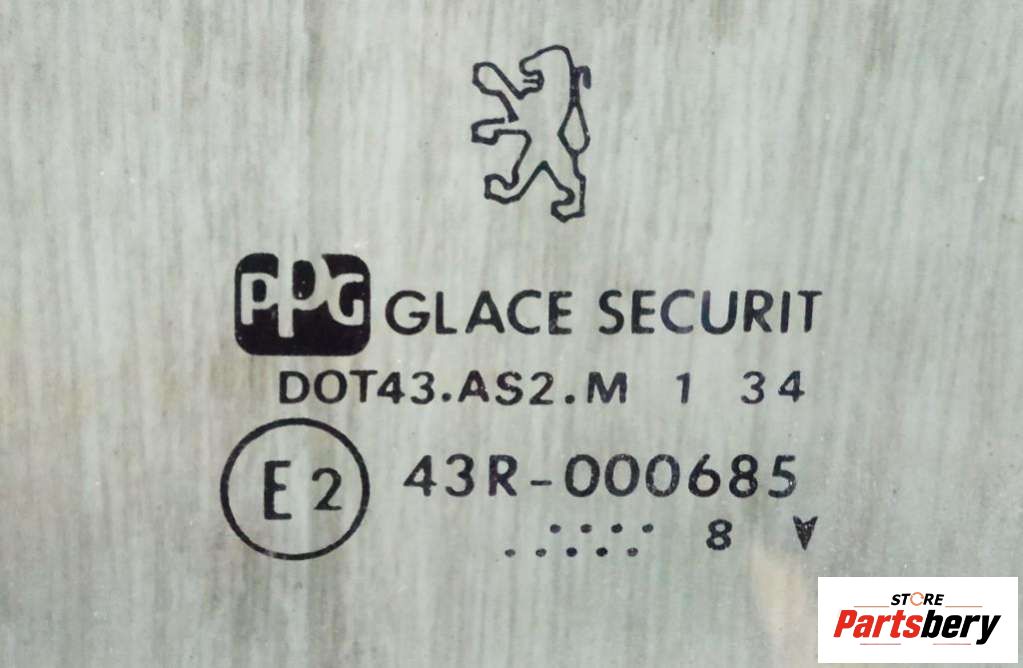 PPG GLACE SECURIT
DOT43.AS2.M 1 34
E2 43R-000685
8
STORE
Partsbery